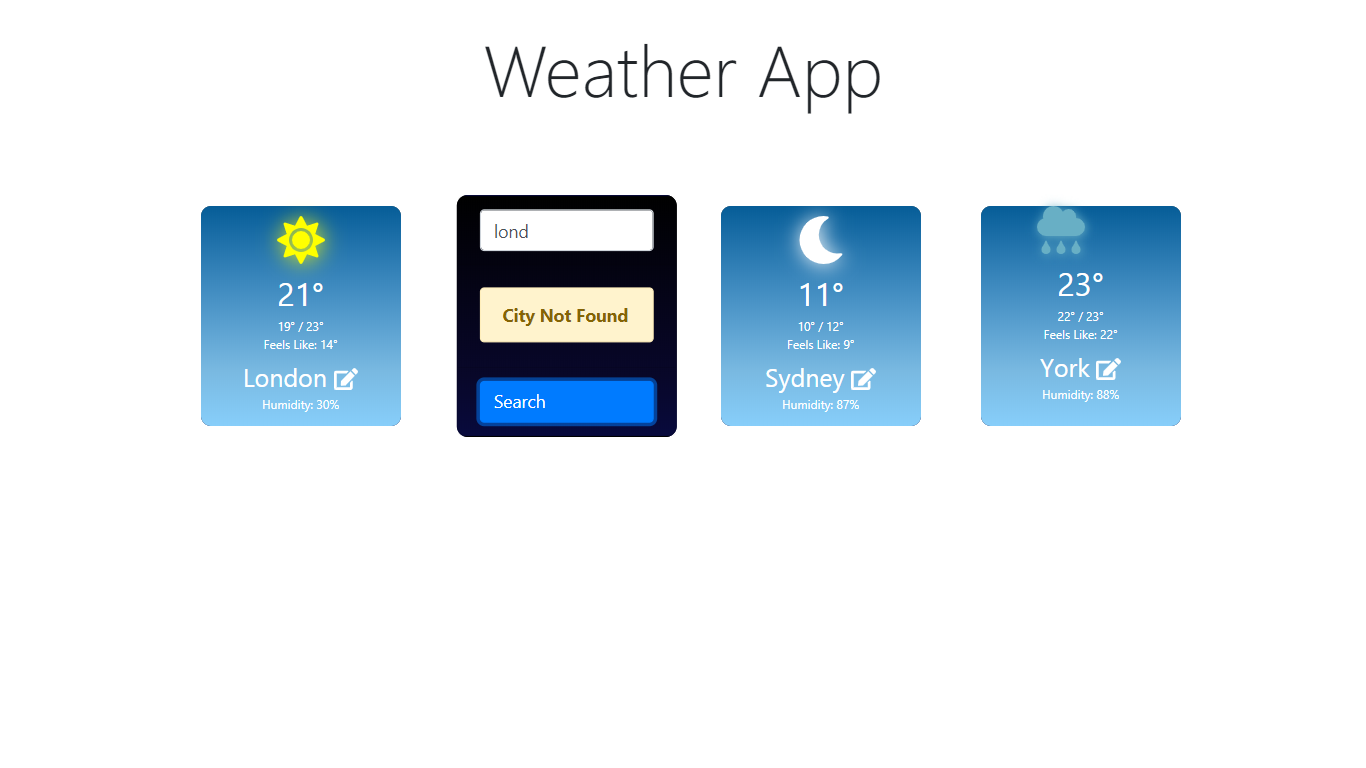 Weather App
21°
19° / 23°
Feels Like: 14°
London
Humidity: 30%
lond
City Not Found
Search
11°
10° / 12°
Feels Like: 9°
Sydney
Humidity: 87%
23°
22° / 23°
Feels Like: 22°
York
Humidity: 88%